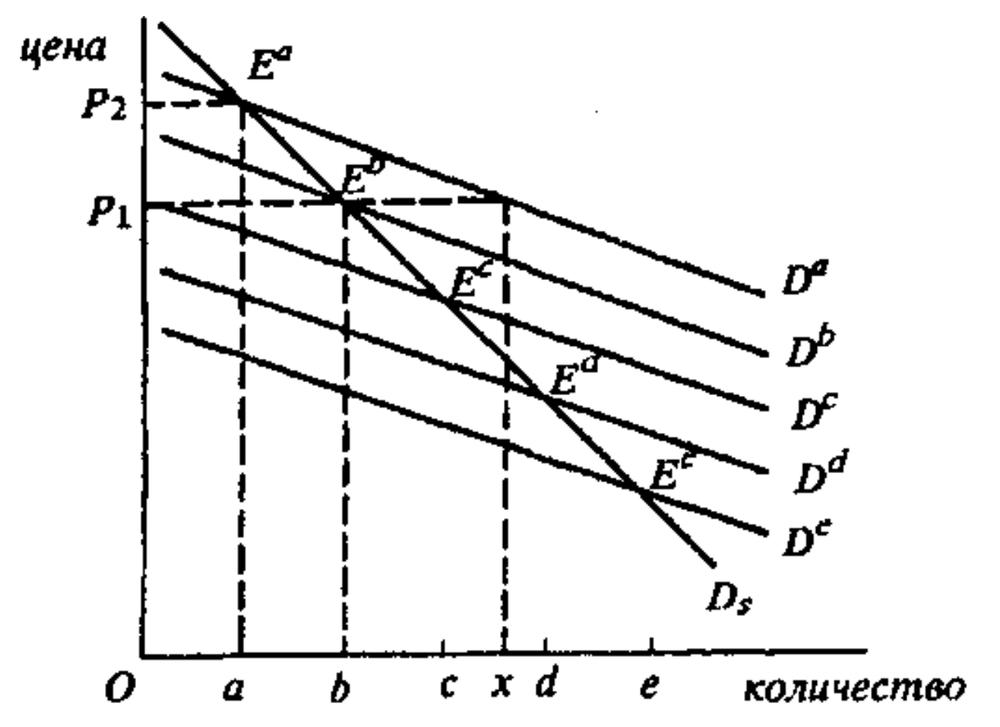 цена
Eᵃ
P₂
Eᵇ
P₁
Eᶜ
Dᵃ
Dᵇ
Eᵈ
Dᶜ
Eᵉ
Dᵈ
Dᵉ
Dₛ
O a b c x d e количество